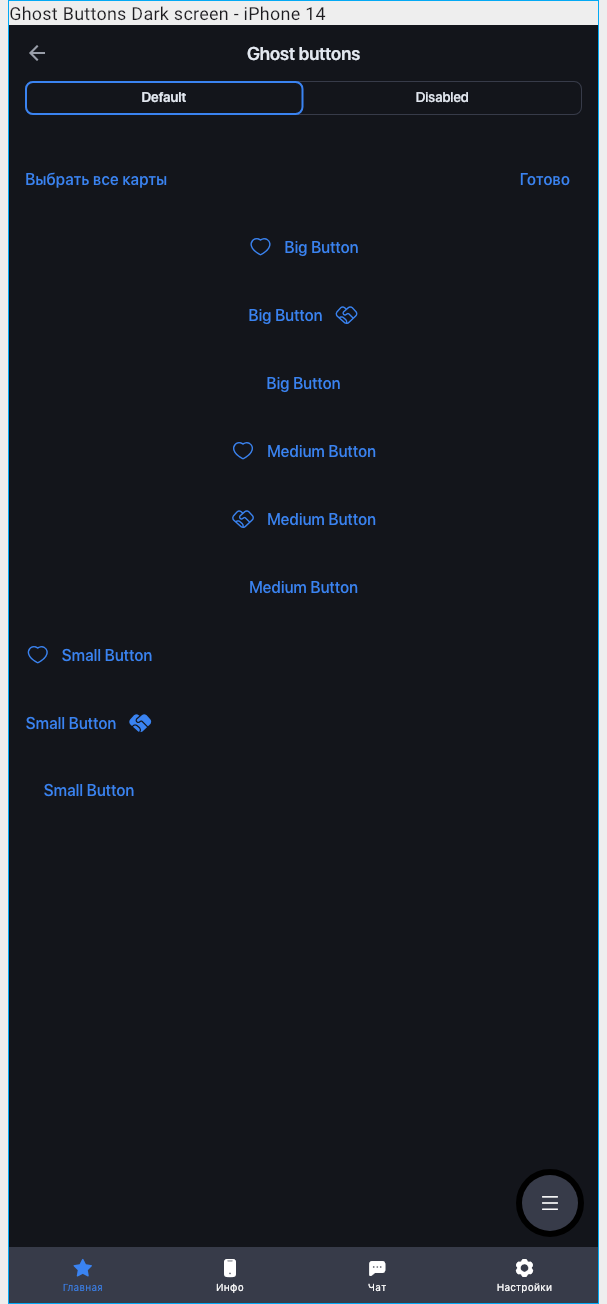 Ghost Buttons Dark screen - iPhone 14
Ghost buttons
Default Disabled
Выбрать все карты Готово
Big Button
Big Button
Big Button
Medium Button
Medium Button
Medium Button
Small Button
Small Button
Small Button
Главная Инфо Чат Настройки